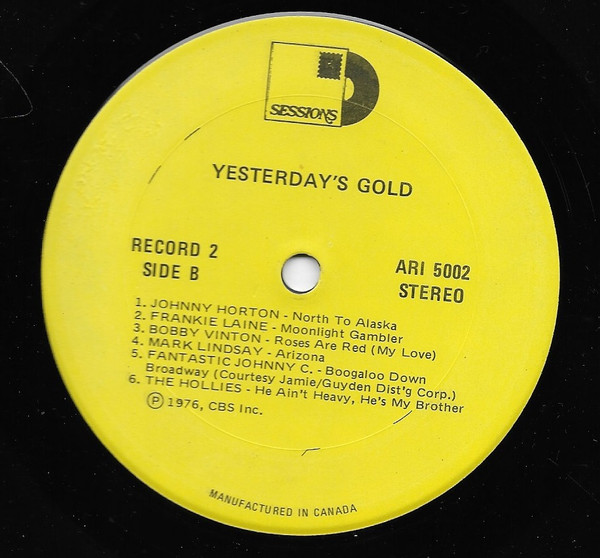 SESSIONS
YESTERDAY'S GOLD
RECORD 2
SIDE B
ARI 5002
STEREO
1. JOHNNY HORTON - North To Alaska
2. FRANKIE LAINE - Moonlight Gambler
3. BOBBY VINTON - Roses Are Red (My Love)
4. MARK LINDSAY - Arizona
5. FANTASTIC JOHNNY C. - Boogaloo Down
Broadway (Courtesy Jamie/Guyden Dist'g Corp.)
6. THE HOLLIES - He Ain't Heavy, He's My Brother
Ⓟ 1976, CBS Inc.
MANUFACTURED IN CANADA